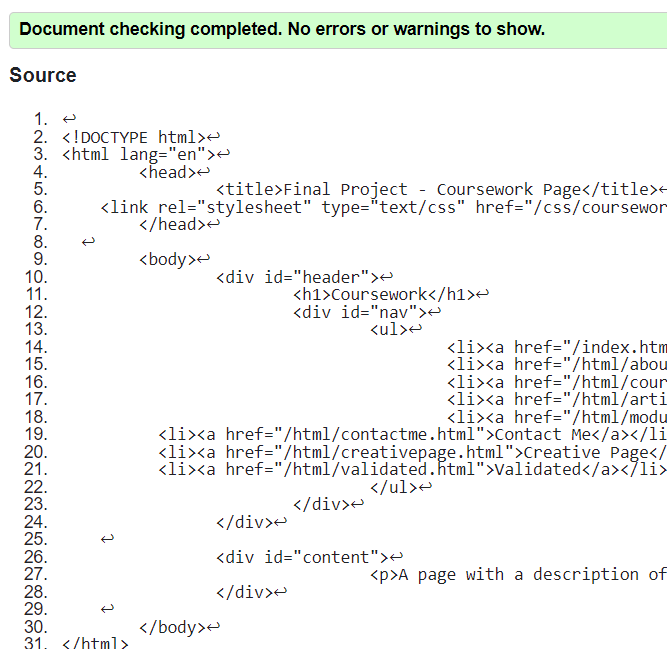 Document checking completed. No errors or warnings to show.
Source
1. ↩
2. <!DOCTYPE html>↩
3. <html lang="en">↩
4. <head>↩
5. <title>Final Project - Coursework Page</title>↩
6. <link rel="stylesheet" type="text/css" href="/css/coursewor
7. </head>↩
8. ↩
9. <body>↩
10. <div id="header">↩
11. <h1>Coursework</h1>↩
12. <div id="nav">↩
13. <ul>↩
14. <li><a href="/index.htm
15. <li><a href="/html/abou
16. <li><a href="/html/cour
17. <li><a href="/html/arti
18. <li><a href="/html/modu
19. <li><a href="/html/contactme.html">Contact Me</a></li
20. <li><a href="/html/creativepage.html">Creative Page</
21. <li><a href="/html/validated.html">Validated</a></li>
22. </ul>↩
23. </div>↩
24. </div>↩
25. ↩
26. <div id="content">↩
27. <p>A page with a description of
28. </div>↩
29. ↩
30. </body>↩
31. </html>